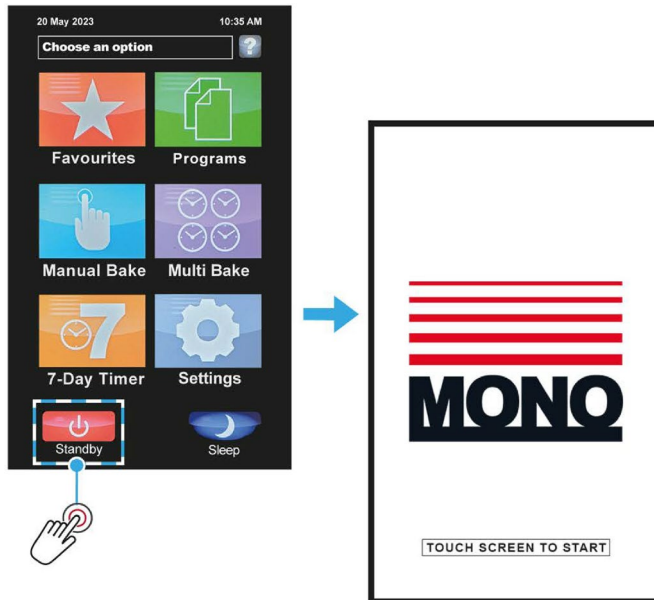 20 May 2023 10:35 AM
Choose an option ?
Favourites Programs
Manual Bake Multi Bake
7
7-Day Timer Settings
Standby Sleep
MONO
TOUCH SCREEN TO START